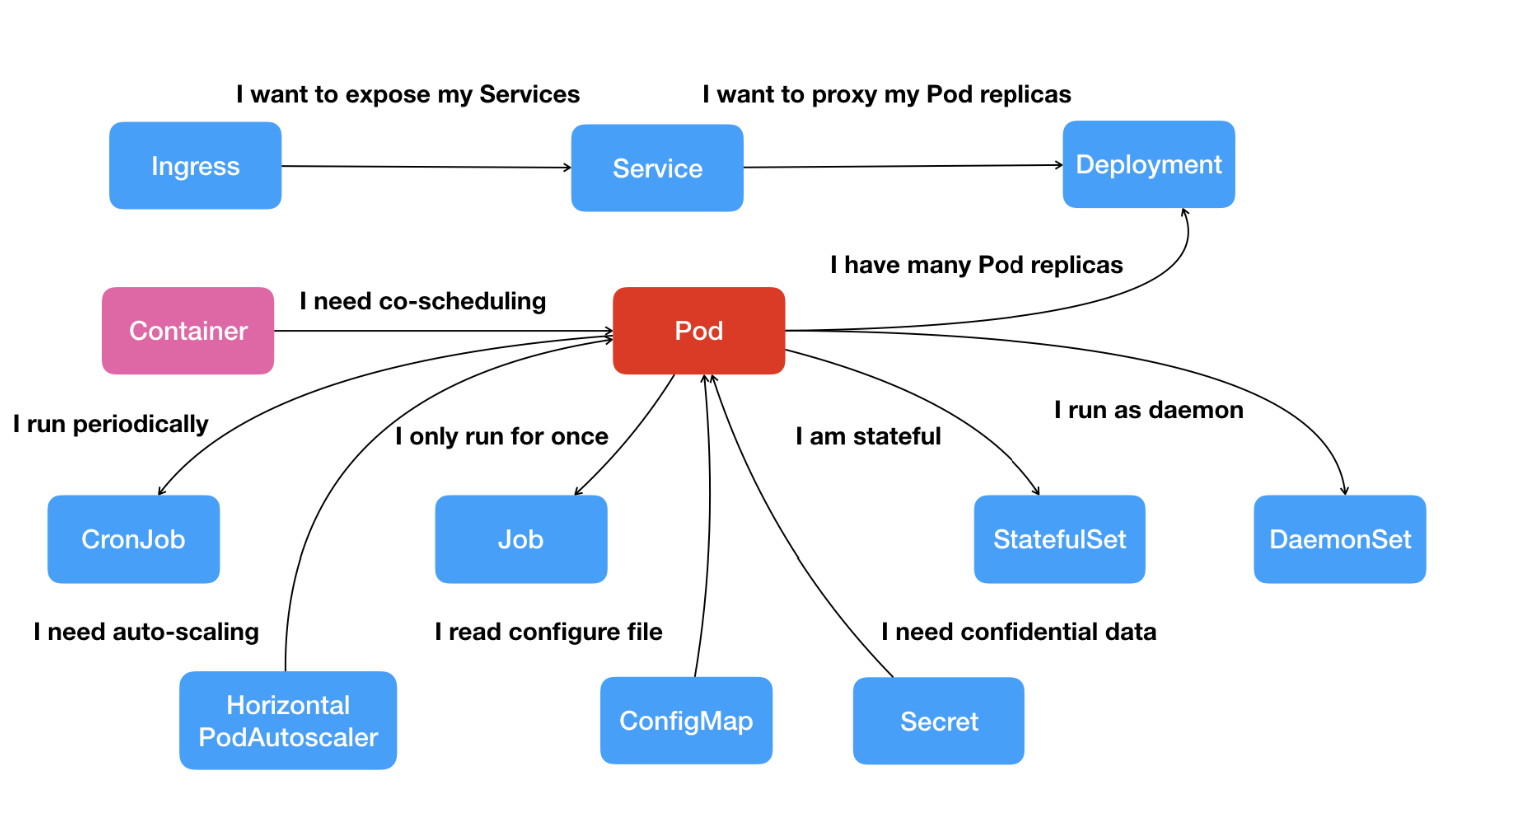 I want to expose my Services
I want to proxy my Pod replicas
Ingress
Service
Deployment
I have many Pod replicas
I need co-scheduling
Container
Pod
I run periodically
I only run for once
I am stateful
I run as daemon
CronJob
Job
StatefulSet
DaemonSet
I need auto-scaling
I read configure file
I need confidential data
Horizontal
PodAutoscaler
ConfigMap
Secret